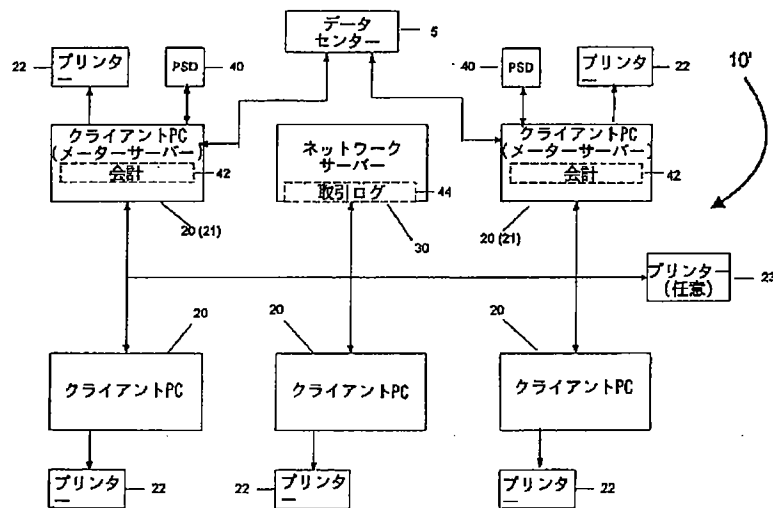 データ
センター
5
22
プリンター
PSD
40
40
PSD
プリンター
22
10'
クライアントPC
(メーターサーバー)
会計
42
ネットワーク
サーバー
取引ログ
44
クライアントPC
(メーターサーバー)
会計
42
20 (21)
30
20 (21)
プリンター
(任意)
23
20
20
20
クライアントPC
クライアントPC
クライアントPC
プリンター
22
22
プリンター
プリンター
22